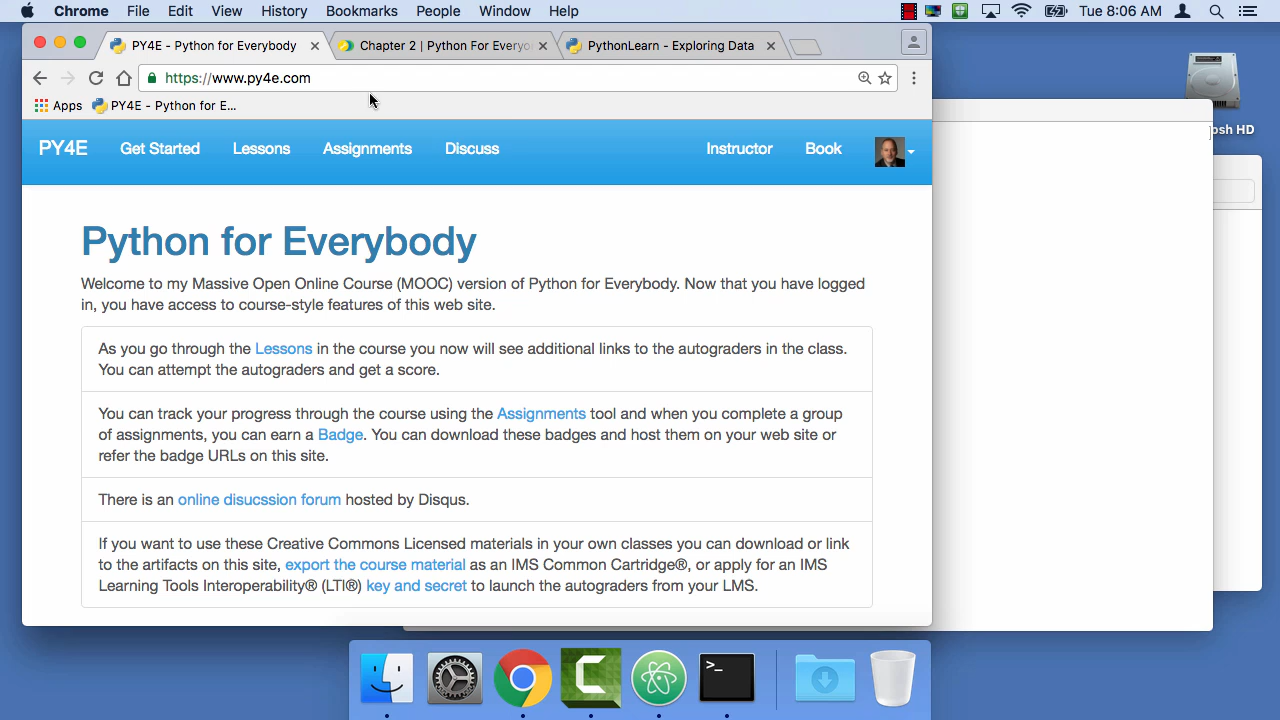 Chrome File Edit View History Bookmarks People Window Help Tue 8:06 AM
PY4E - Python for Everybody Chapter 2 | Python For Everyo PythonLearn - Exploring Data
https://www.py4e.com
Apps PY4E - Python for E...
osh HD
PY4E Get Started Lessons Assignments Discuss Instructor Book
Python for Everybody
Welcome to my Massive Open Online Course (MOOC) version of Python for Everybody. Now that you have logged
in, you have access to course-style features of this web site.
As you go through the Lessons in the course you now will see additional links to the autograders in the class.
You can attempt the autograders and get a score.
You can track your progress through the course using the Assignments tool and when you complete a group
of assignments, you can earn a Badge. You can download these badges and host them on your web site or
refer the badge URLs on this site.
There is an online disucssion forum hosted by Disqus.
If you want to use these Creative Commons Licensed materials in your own classes you can download or link
to the artifacts on this site, export the course material as an IMS Common Cartridge®, or apply for an IMS
Learning Tools Interoperability® (LTI®) key and secret to launch the autograders from your LMS.